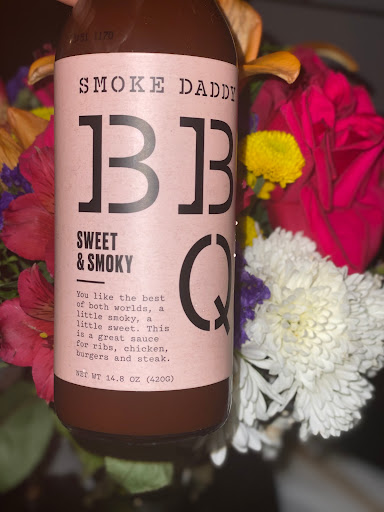 SMOKE DADDY
BB
Q
SWEET
& SMOKY
You like the best
of both worlds, a
little smoky, a
little sweet. This
is a great sauce
for ribs, chicken,
burgers and steak.
NET WT 14.8 OZ (420G)